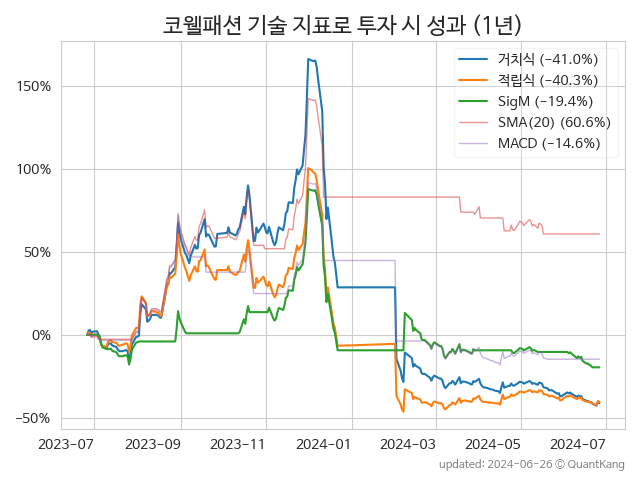 코웰패션 기술 지표로 투자 시 성과 (1년)
거치식 (−41.0%)
적립식 (−40.3%)
SigM (−19.4%)
SMA(20) (60.6%)
MACD (−14.6%)
150%
100%
50%
0%
−50%
2023-07 2023-09 2023-11 2024-01 2024-03 2024-05 2024-07
updated: 2024-06-26 © QuantKang